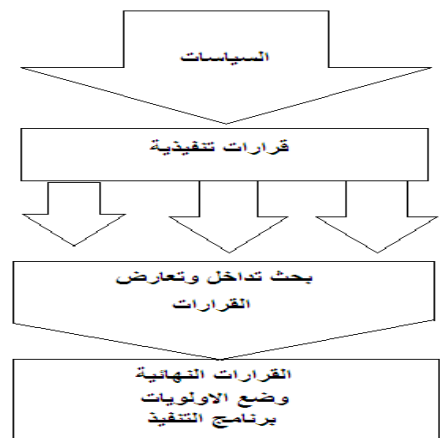 السياسات
قرارات تنفيذية
بحث تداخل وتعارض
القرارات
القرارات النهائية
وضع الاولويات
برنامج التنفيذ